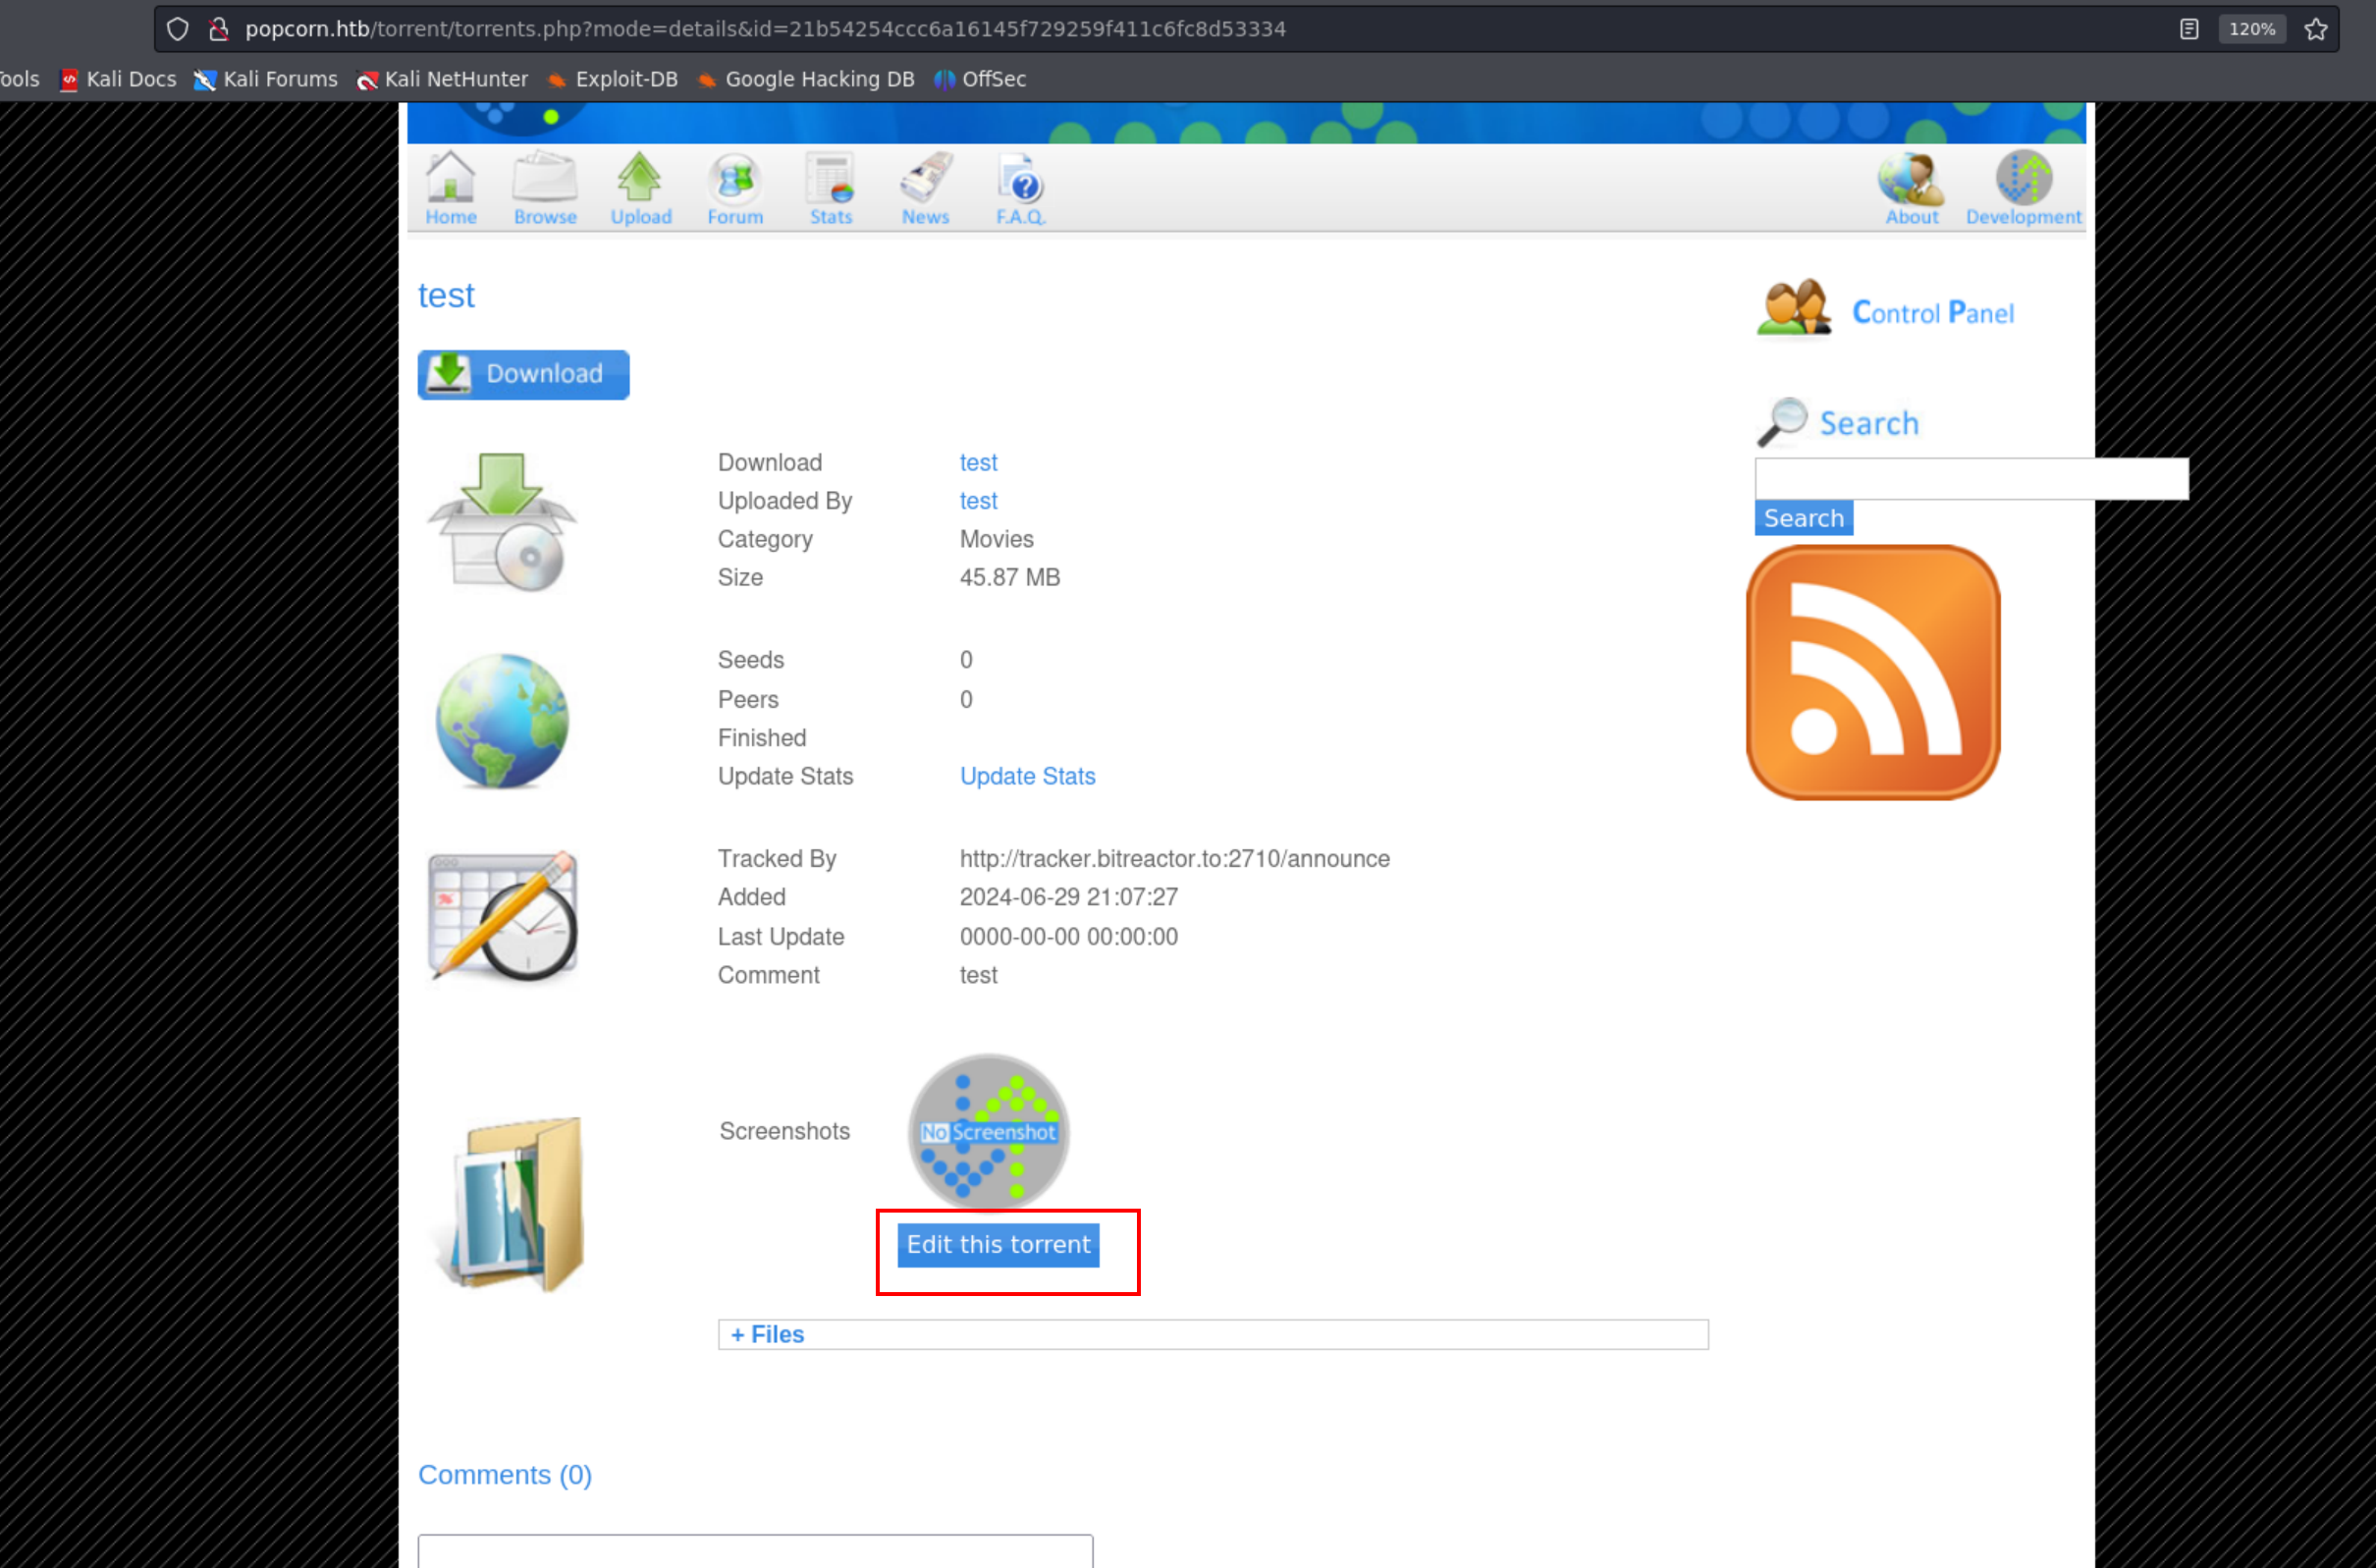 popcorn.htb/torrent/torrents.php?mode=details&id=21b54254ccc6a16145f729259f411c6fc8d53334
120%
ools Kali Docs Kali Forums Kali NetHunter Exploit-DB Google Hacking DB OffSec
Home Browse Upload Forum Stats News F.A.Q. About Development
test
Control Panel
Download
Search
Search
Download test
Uploaded By test
Category Movies
Size 45.87 MB
Seeds 0
Peers 0
Finished
Update Stats Update Stats
Tracked By http://tracker.bitreactor.to:2710/announce
Added 2024-06-29 21:07:27
Last Update 0000-00-00 00:00:00
Comment test
Screenshots No Screenshot
Edit this torrent
+ Files
Comments (0)